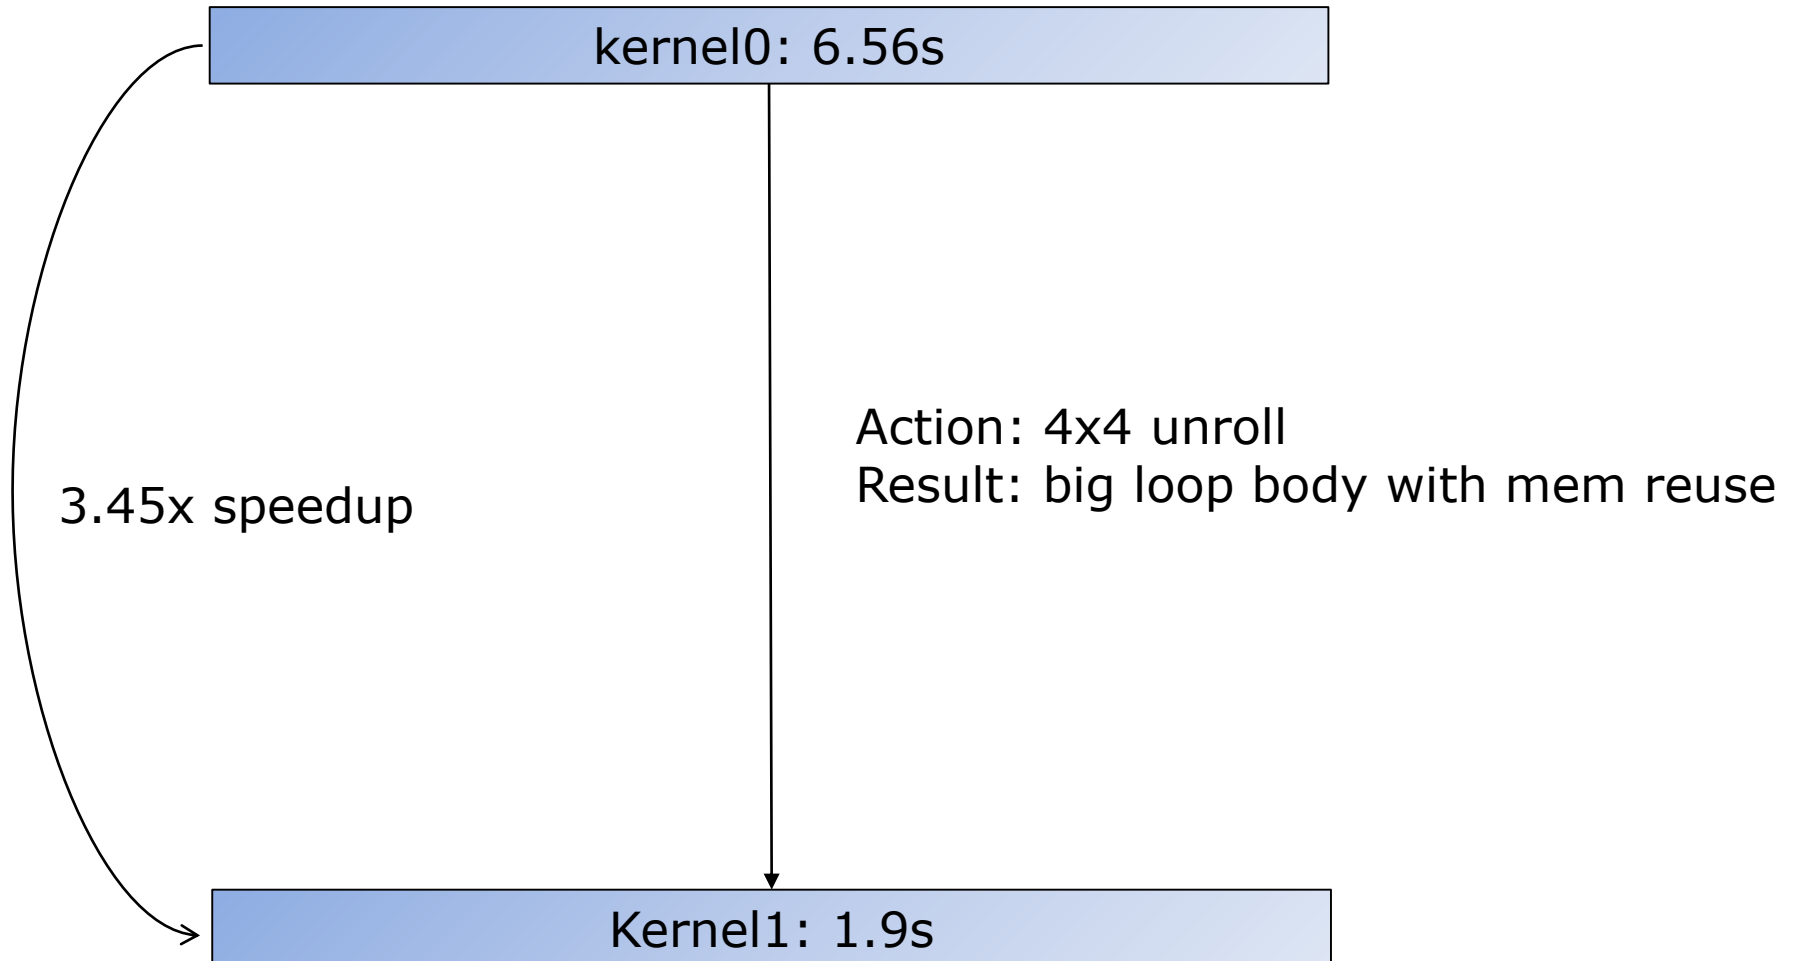 kernel0: 6.56s
Action: 4x4 unroll
Result: big loop body with mem reuse
3.45x speedup
Kernel1: 1.9s